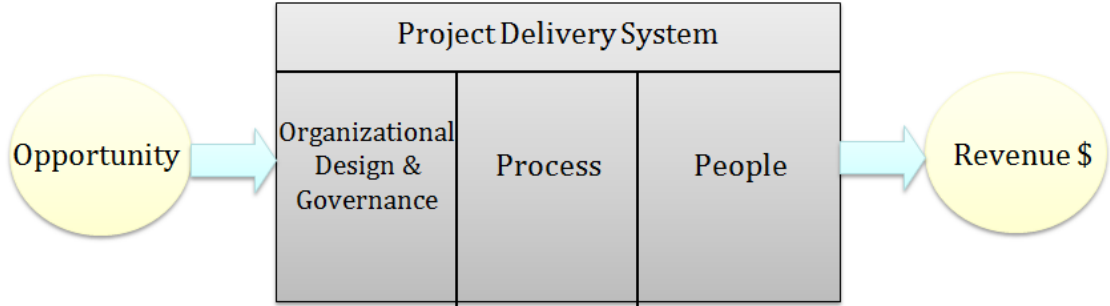 Project Delivery System
Opportunity
Organizational
Design &
Governance
Process
People
Revenue $